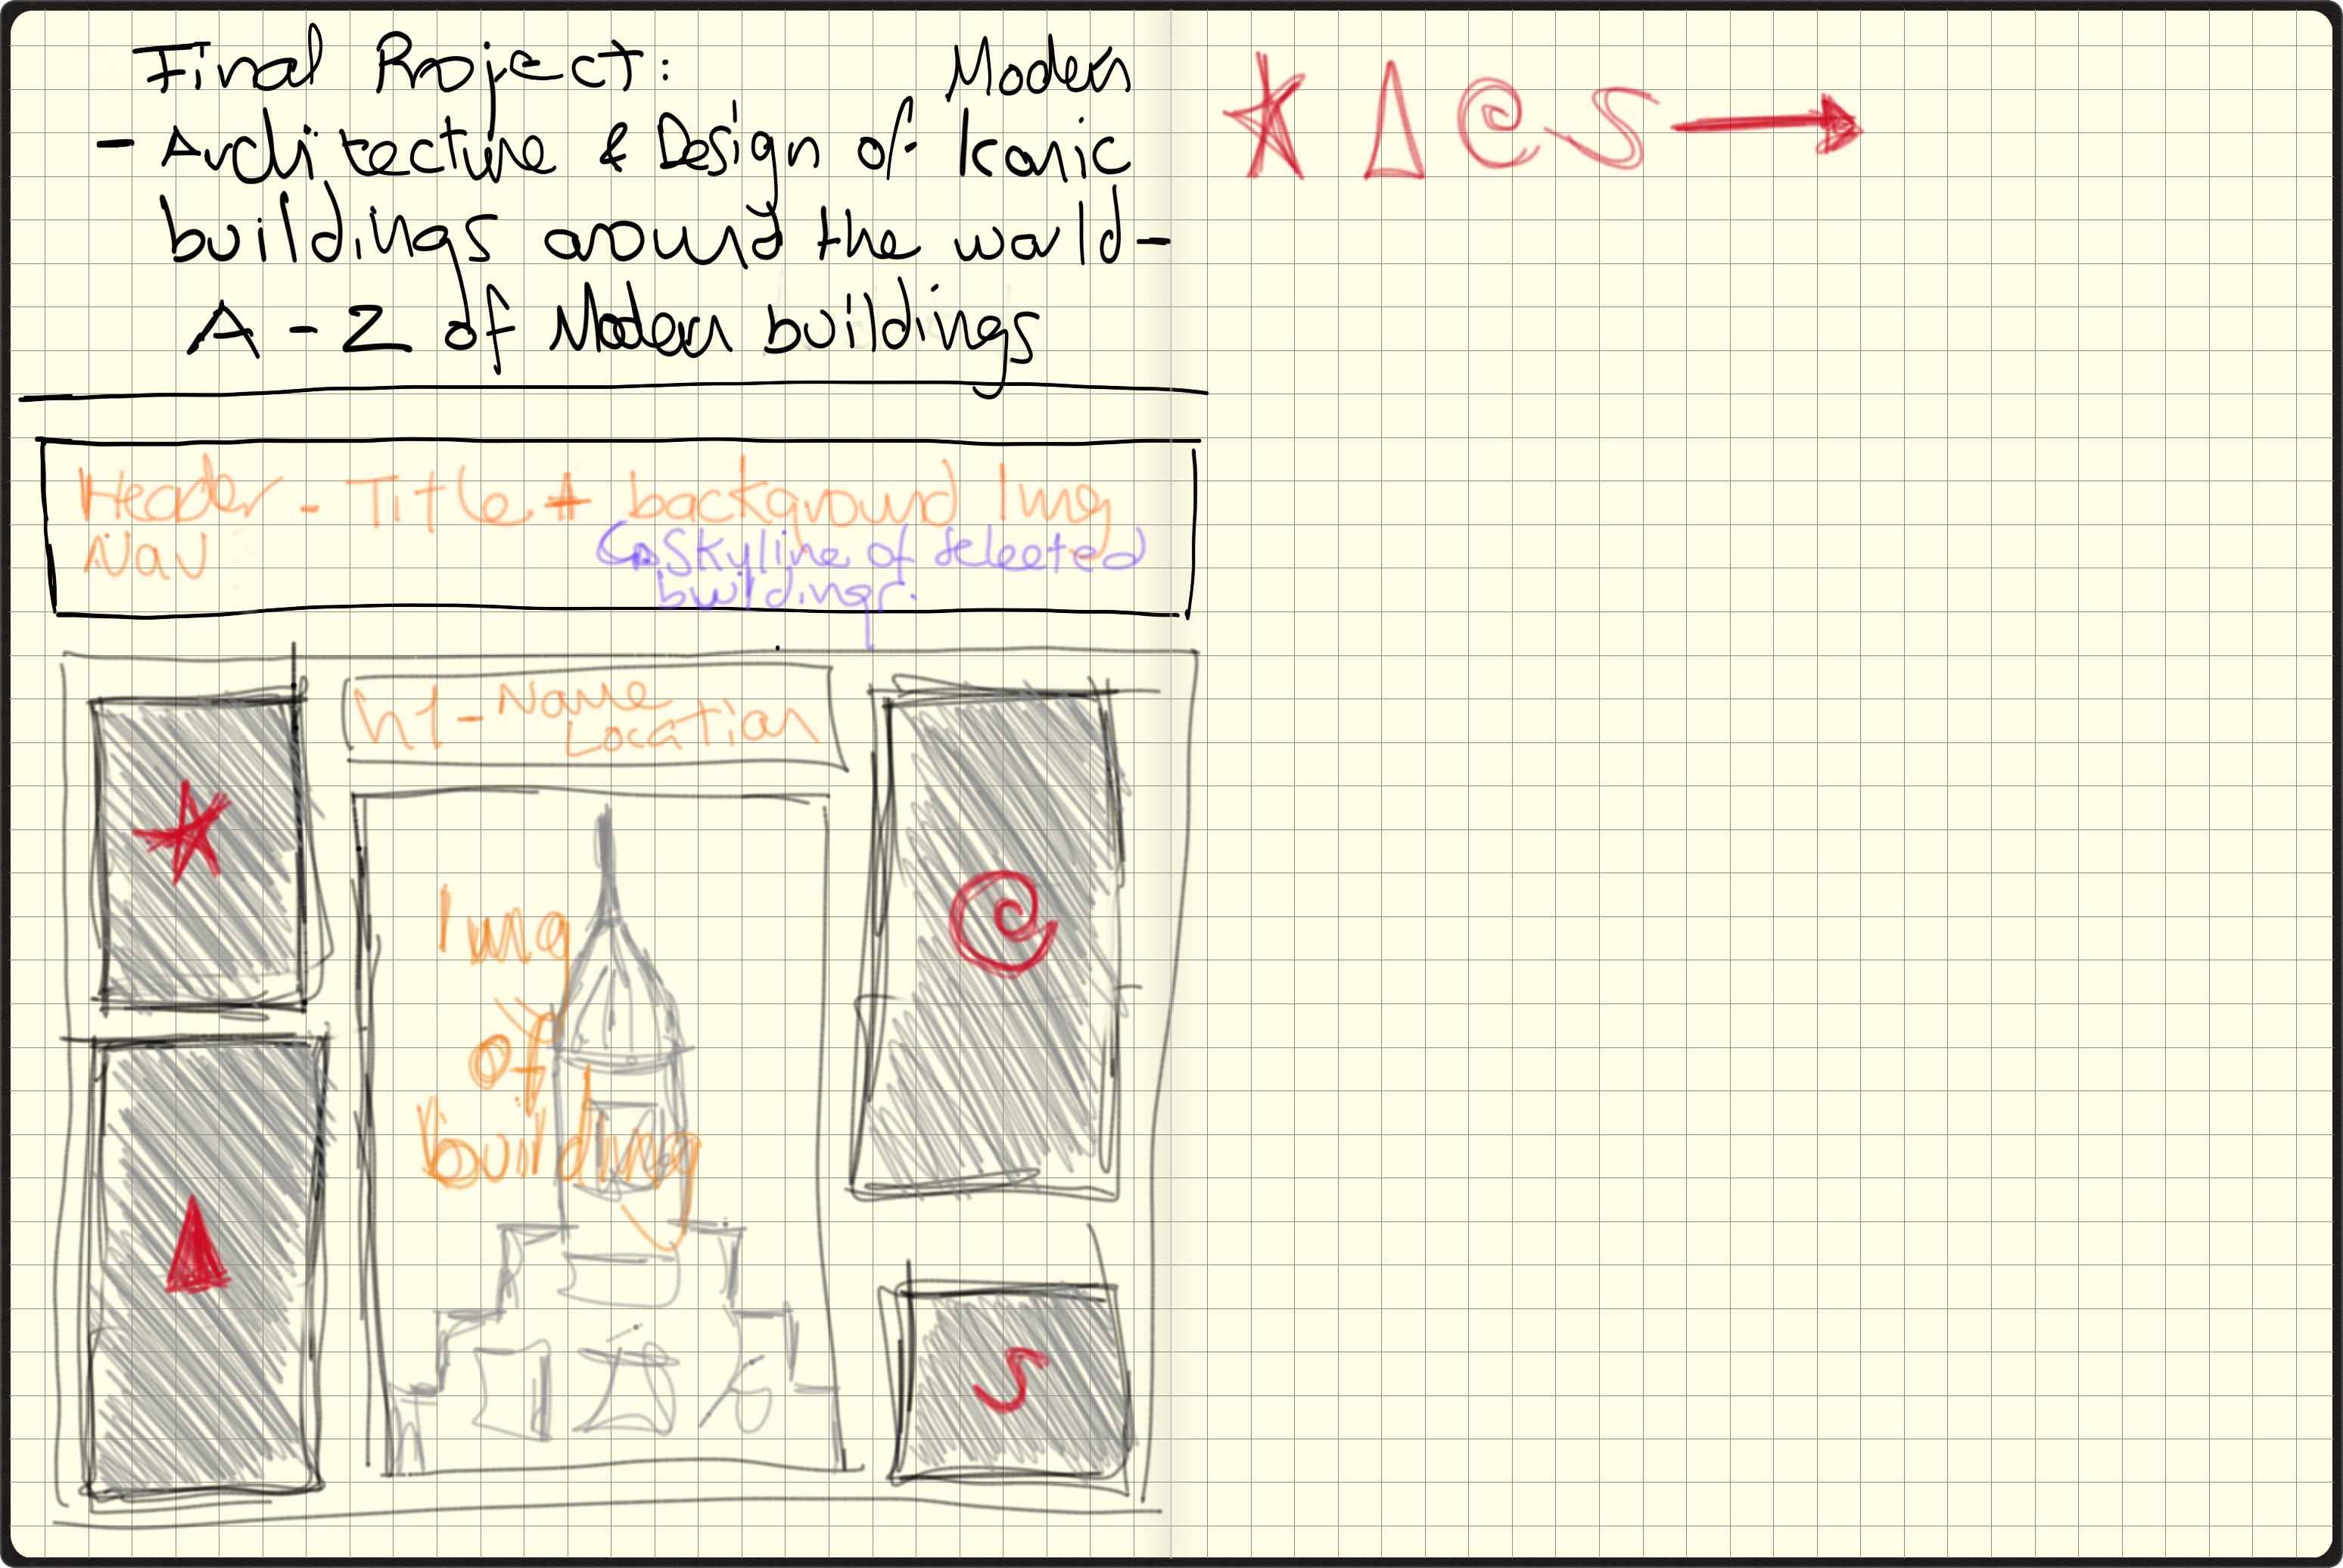 Final Project: Modern
- Architecture & Design of Iconic
buildings around the world -
A - Z of Modern buildings
Header - Title + background Img
Nav
Skyline of selected
buildings.
h1 - Name
Location
Img
of
building